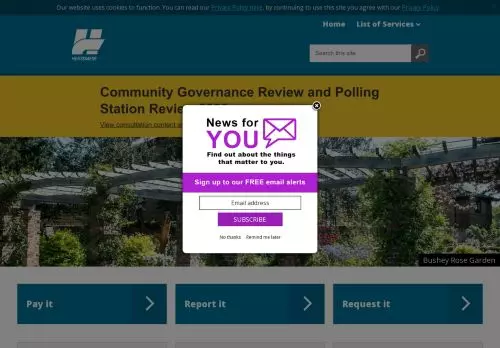 Our website uses cookies to function. You can read our Privacy Policy here, by continuing to use this site you agree with our Privacy Policy
Home
List of Services
HERTSMERE
Search this site
Community Governance Review and Polling
Station Review
View consultation content
News for
YOU
Find out about the things
that matter to you.
Sign up to our FREE email alerts
Email address
SUBSCRIBE
No thanks
Remind me later
Bushey Rose Garden
Pay it
Report it
Request it